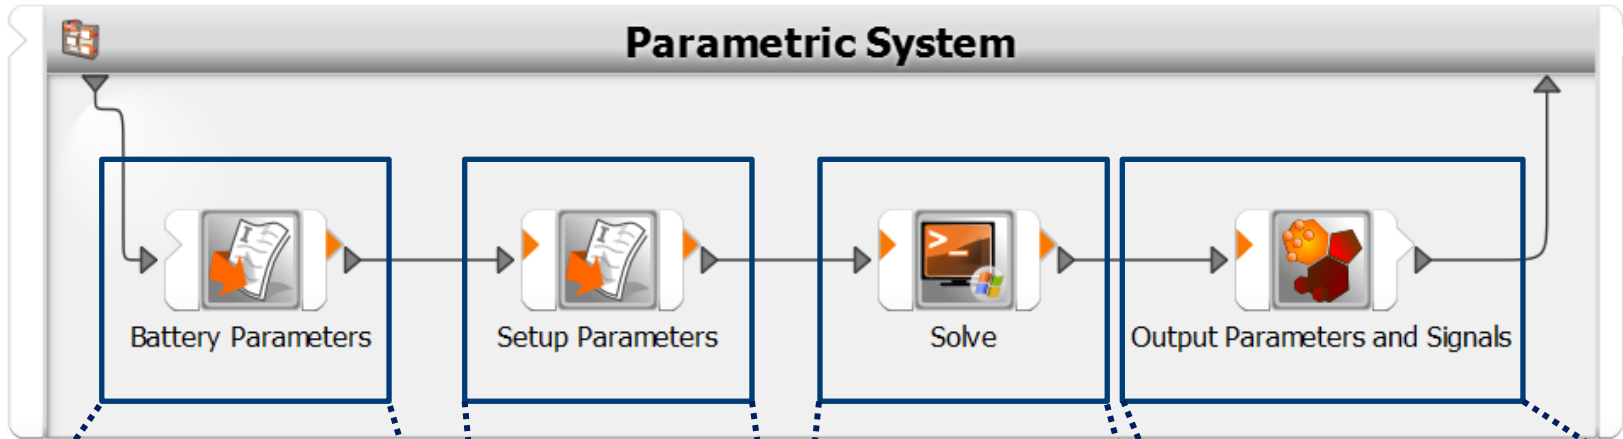 Parametric System
Battery Parameters
Setup Parameters
Solve
Output Parameters and Signals